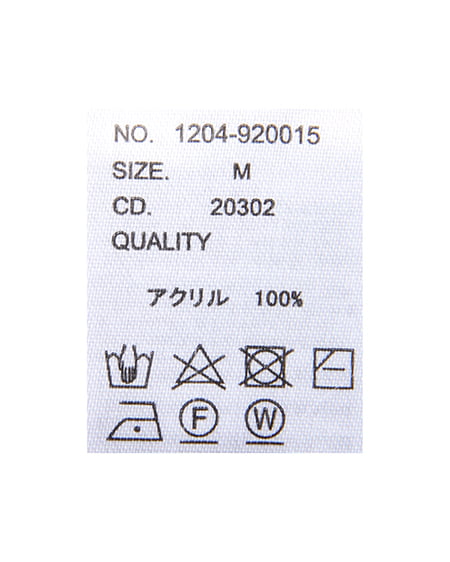 NO. 1204-920015
SIZE. M
CD. 20302
QUALITY
アクリル 100%
F W